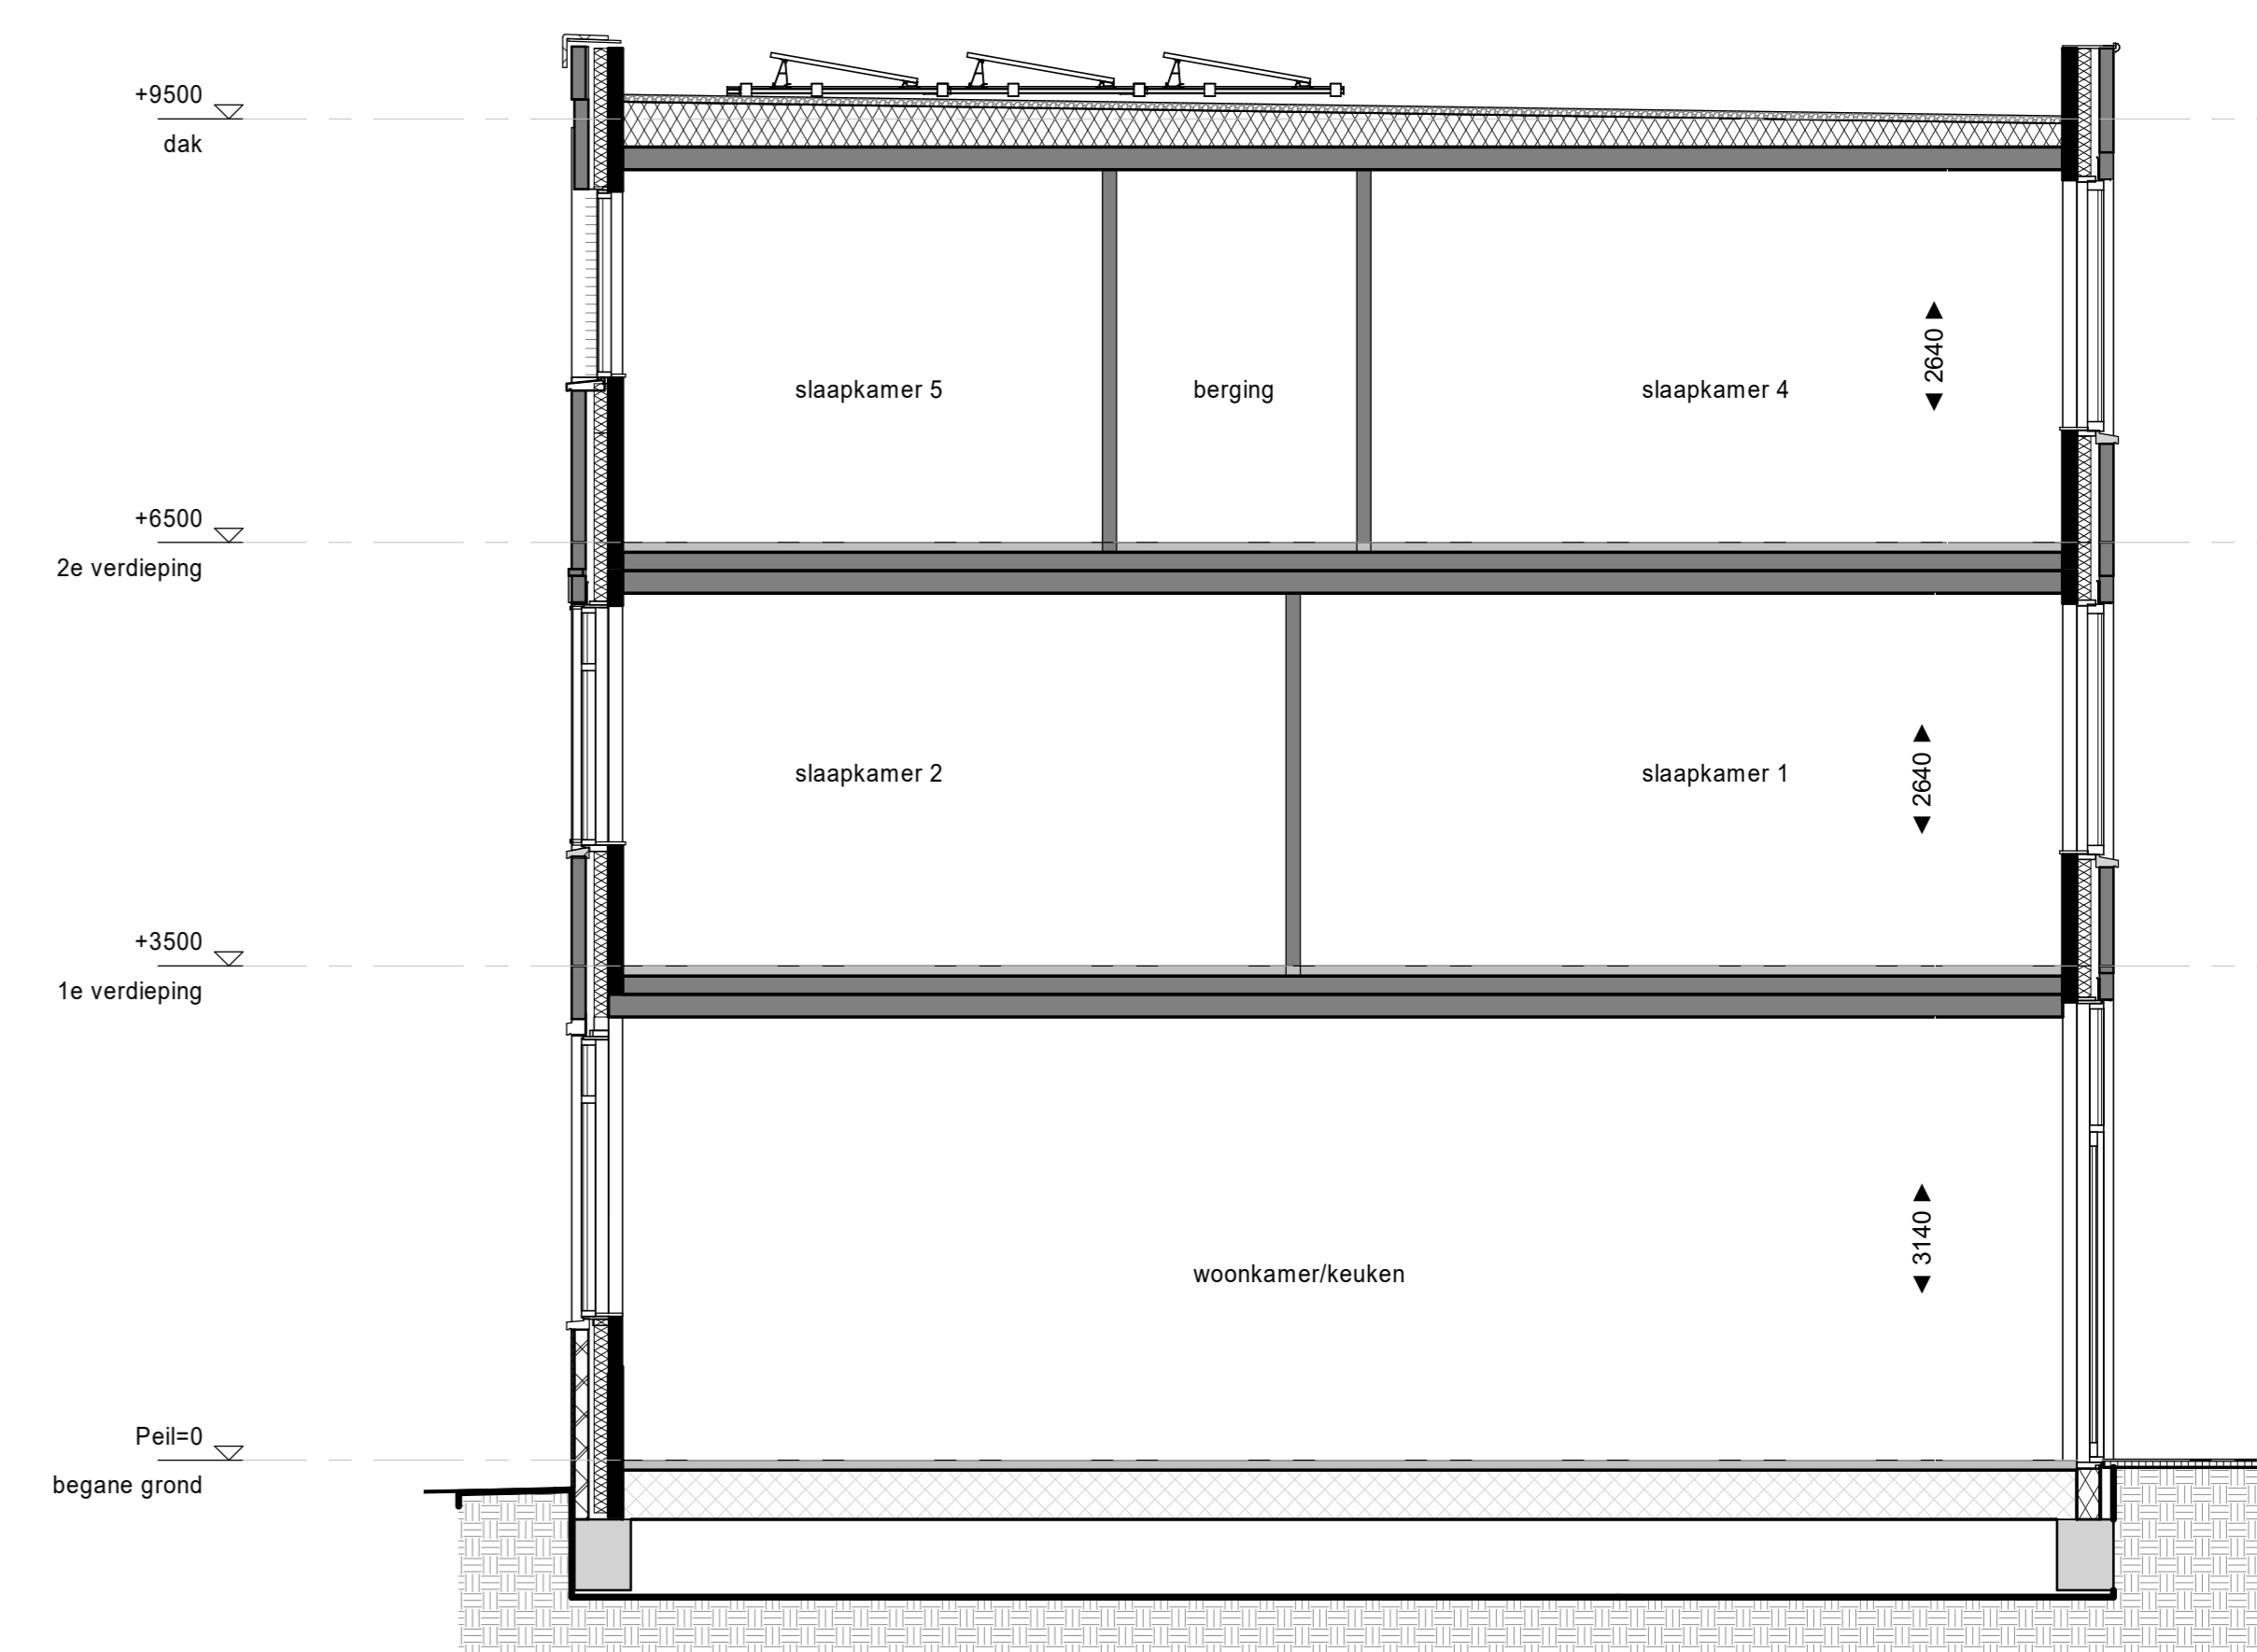 +9500
dak
2640
slaapkamer 5
berging
slaapkamer 4
+6500
2e verdieping
slaapkamer 2
slaapkamer 1
2640
+3500
1e verdieping
3140
woonkamer/keuken
Peil=0
begane grond